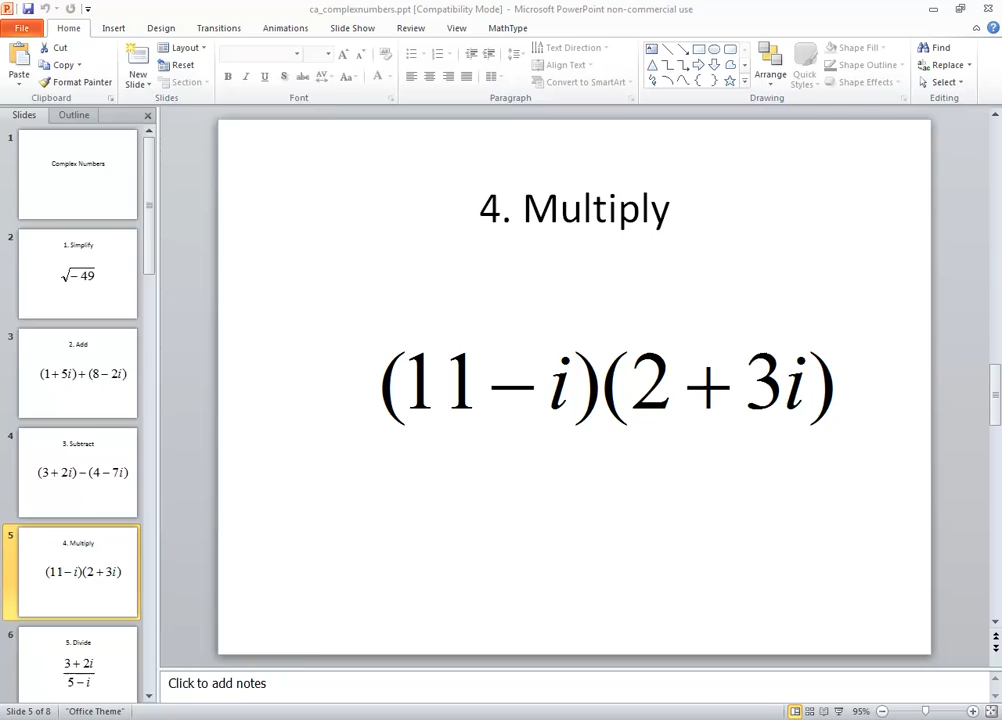 ca_complexnumbers.ppt [Compatibility Mode] - Microsoft PowerPoint non-commercial use
File Home Insert Design Transitions Animations Slide Show Review View MathType
Paste
Cut
Copy
Format Painter
Clipboard
New Slide
Layout
Reset
Section
Slides
B I U S abc AV Aa A
Font
Text Direction
Align Text
Convert to SmartArt
Paragraph
Arrange
Quick Styles
Shape Fill
Shape Outline
Shape Effects
Drawing
Find
Replace
Select
Editing
Slides Outline
1
Complex Numbers
2
1. Simplify
√−49
3
2. Add
(1+5i)+(8−2i)
4
3. Subtract
(3+2i)−(4−7i)
5
4. Multiply
(11−i)(2+3i)
6
5. Divide
3+2i
5−i
4. Multiply
(11−i)(2+3i)
Click to add notes
Slide 5 of 8 "Office Theme" 95%